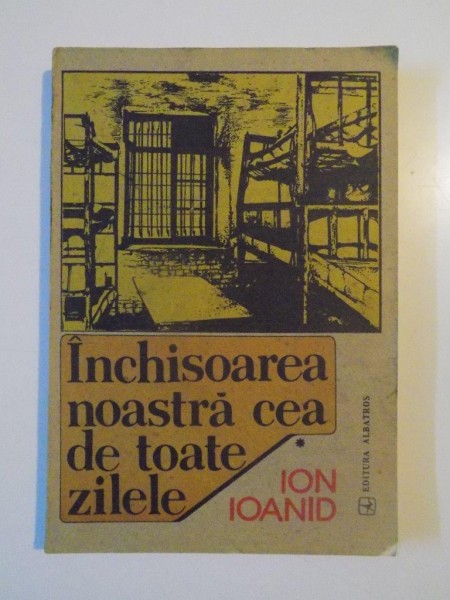 Închisoarea
noastră cea
de toate *
zilele
ION
IOANID
EDITURA ALBATROS